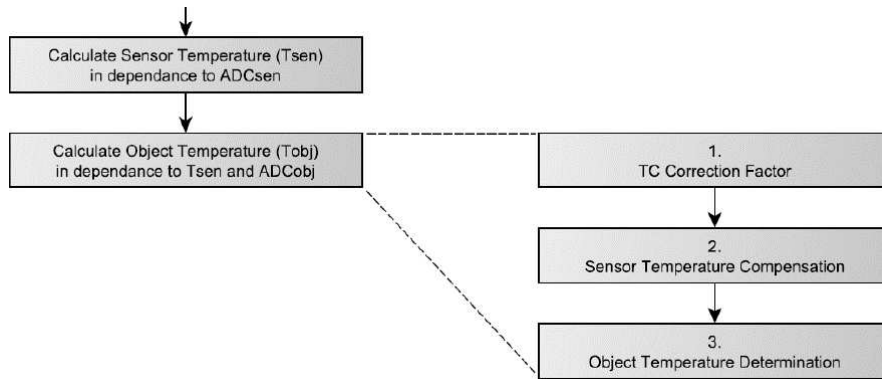 Calculate Sensor Temperature (Tsen)
in dependance to ADCsen
Calculate Object Temperature (Tobj)
in dependance to Tsen and ADCobj
1.
TC Correction Factor
2.
Sensor Temperature Compensation
3.
Object Temperature Determination